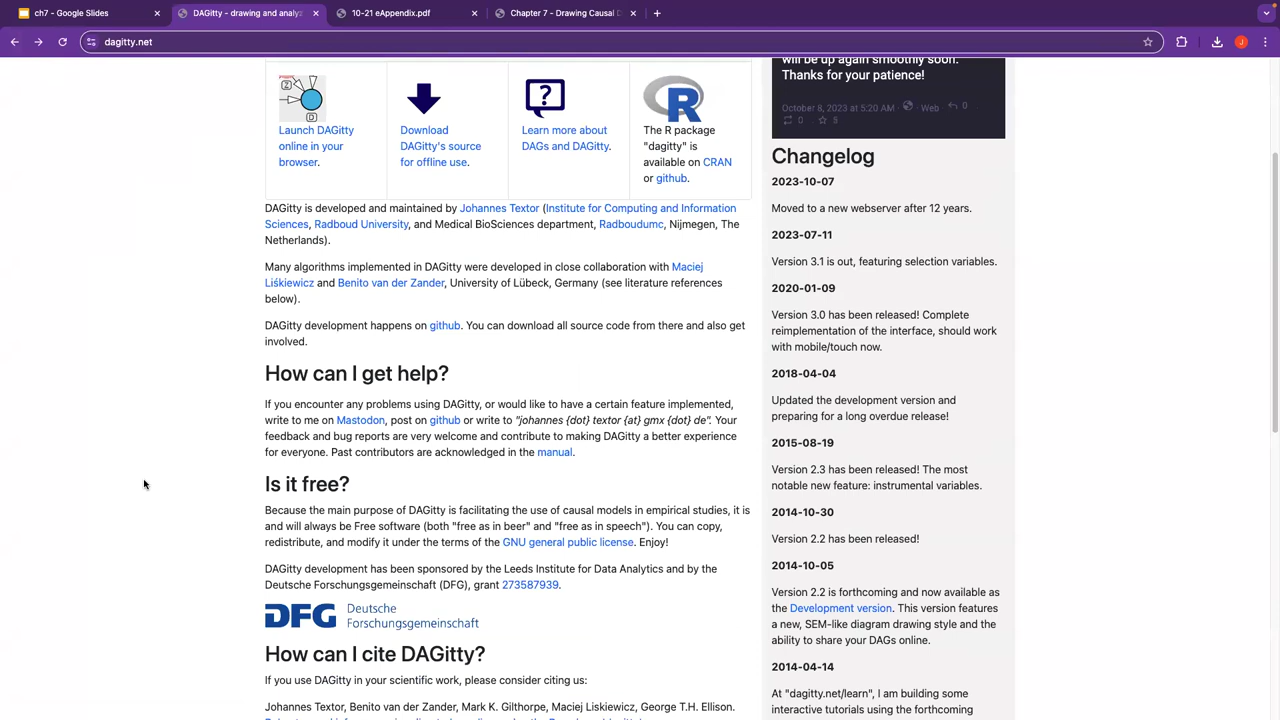 ch7 - Google Slides
DAGitty - drawing and analys
10-21 eAppendix.pdf
Chapter 7 - Drawing Causal D
dagitty.net
Launch DAGitty
online in your
browser.
Download
DAGitty's source
for offline use.
?
Learn more about
DAGs and DAGitty.
R
The R package
"dagitty" is
available on CRAN
or github.
DAGitty is developed and maintained by Johannes Textor (Institute for Computing and Information
Sciences, Radboud University, and Medical BioSciences department, Radboudumc, Nijmegen, The
Netherlands).
Many algorithms implemented in DAGitty were developed in close collaboration with Maciej
Liśkiewicz and Benito van der Zander, University of Lübeck, Germany (see literature references
below).
DAGitty development happens on github. You can download all source code from there and also get
involved.
How can I get help?
If you encounter any problems using DAGitty, or would like to have a certain feature implemented,
write to me on Mastodon, post on github or write to "johannes {dot} textor {at} gmx {dot} de". Your
feedback and bug reports are very welcome and contribute to making DAGitty a better experience
for everyone. Past contributors are acknowledged in the manual.
Is it free?
Because the main purpose of DAGitty is facilitating the use of causal models in empirical studies, it is
and will always be Free software (both "free as in beer" and "free as in speech"). You can copy,
redistribute, and modify it under the terms of the GNU general public license. Enjoy!
DAGitty development has been sponsored by the Leeds Institute for Data Analytics and by the
Deutsche Forschungsgemeinschaft (DFG), grant 273587939.
DFG Deutsche
Forschungsgemeinschaft
How can I cite DAGitty?
If you use DAGitty in your scientific work, please consider citing us:
Johannes Textor, Benito van der Zander, Mark K. Gilthorpe, Maciej Liskiewicz, George T.H. Ellison.
will be up again smoothly soon.
Thanks for your patience!
October 8, 2023 at 5:20 AM · Web 0
0 8
Changelog
2023-10-07
Moved to a new webserver after 12 years.
2023-07-11
Version 3.1 is out, featuring selection variables.
2020-01-09
Version 3.0 has been released! Complete
reimplementation of the interface, should work
with mobile/touch now.
2018-04-04
Updated the development version and
preparing for a long overdue release!
2015-08-19
Version 2.3 has been released! The most
notable new feature: instrumental variables.
2014-10-30
Version 2.2 has been released!
2014-10-05
Version 2.2 is forthcoming and now available as
the Development version. This version features
a new, SEM-like diagram drawing style and the
ability to share your DAGs online.
2014-04-14
At "dagitty.net/learn", I am building some
interactive tutorials using the forthcoming